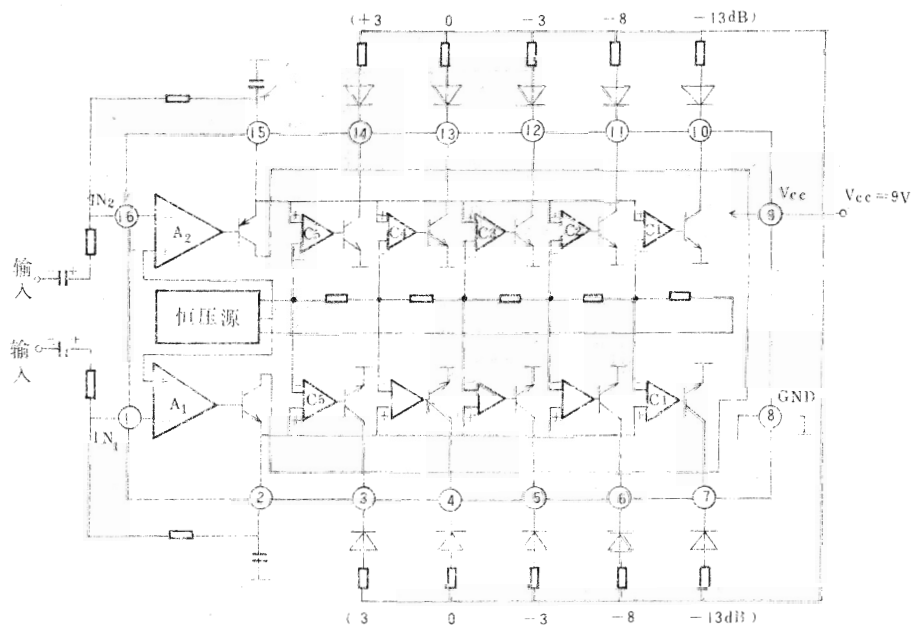 (+3 0 -3 -8 -13dB)
15 14 13 12 11 10
IN₂ 16
A₂ C5 C4 C3 C2 C1
Vcc 9 Vcc=9V
输入
恒压源
输入
A₁ C5 C1
1 IN₁
GND 8
2 3 4 5 6 7
(3 0 -3 -8 -13dB)